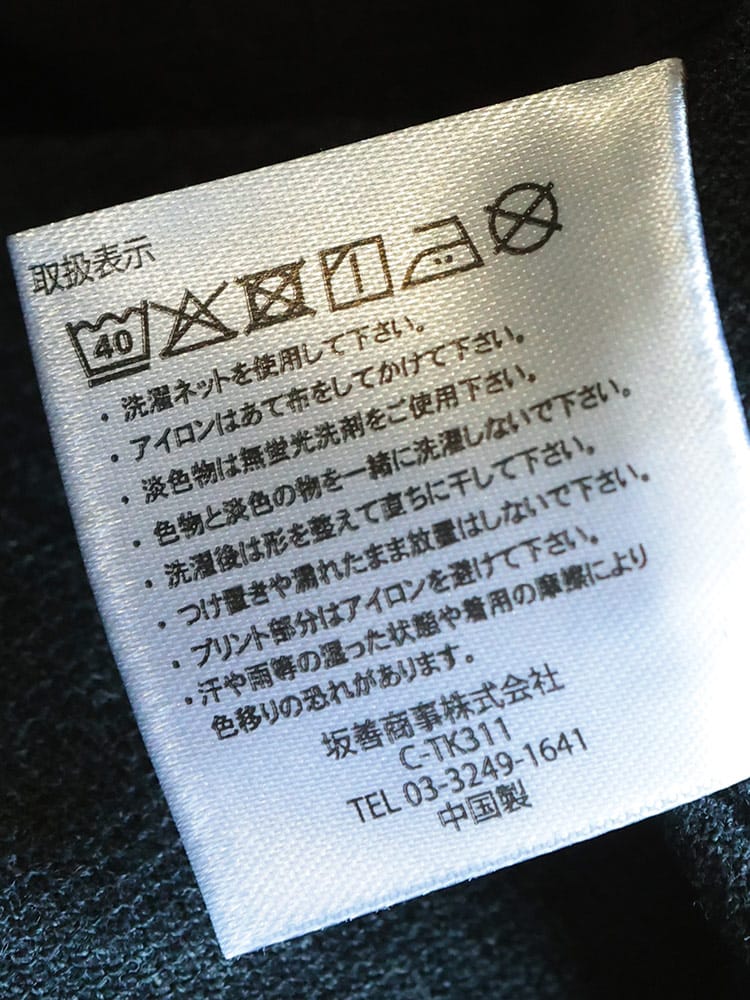 取扱表示
40
・洗濯ネットを使用して下さい。
・アイロンはあて布をしてかけて下さい。
・淡色物は無蛍光洗剤をご使用下さい。
・色物と淡色の物を一緒に洗濯しないで下さい。
・洗濯後は形を整えて直ちに干して下さい。
・つけ置きや濡れたまま放置はしないで下さい。
・プリント部分はアイロンを避けて下さい。
・汗や雨等の湿った状態や着用の摩擦により
色移りの恐れがあります。
坂善商事株式会社
C-TK311
TEL 03-3249-1641
中国製